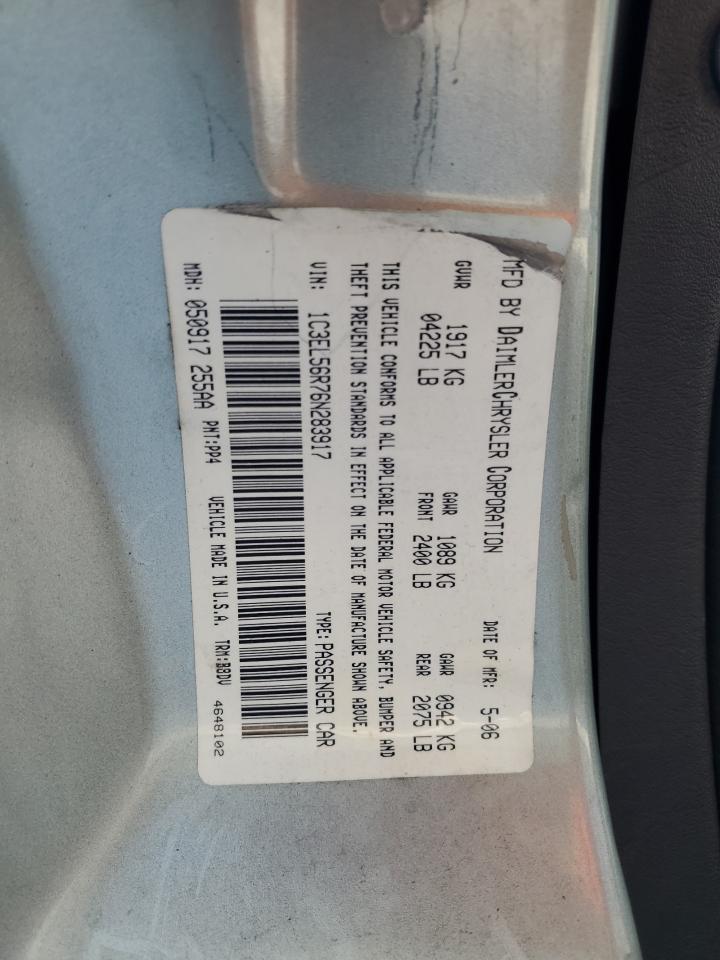 MFD BY DAIMLERCHRYSLER CORPORATION DATE OF MFR: 5-06
GVWR 1917 KG GAWR 1089 KG GAWR 0942 KG
04225 LB FRONT 2400 LB REAR 2075 LB
THIS VEHICLE CONFORMS TO ALL APPLICABLE FEDERAL MOTOR VEHICLE SAFETY, BUMPER AND
THEFT PREVENTION STANDARDS IN EFFECT ON THE DATE OF MANUFACTURE SHOWN ABOVE.
VIN: 1C3EL56R76N283917 TYPE: PASSENGER CAR
MDH: 050917 255AA PNT:PP4 VEHICLE MADE IN U.S.A. TRM:B8DV 4648102